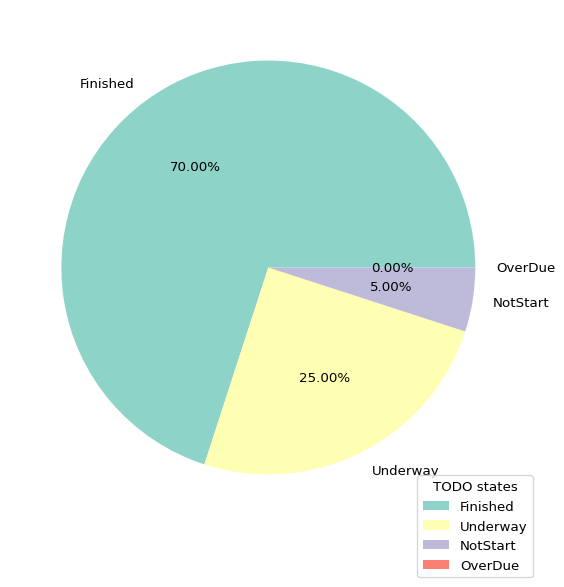 Finished
70.00%
0.00%
OverDue
5.00%
NotStart
25.00%
Underway
TODO states
Finished
Underway
NotStart
OverDue